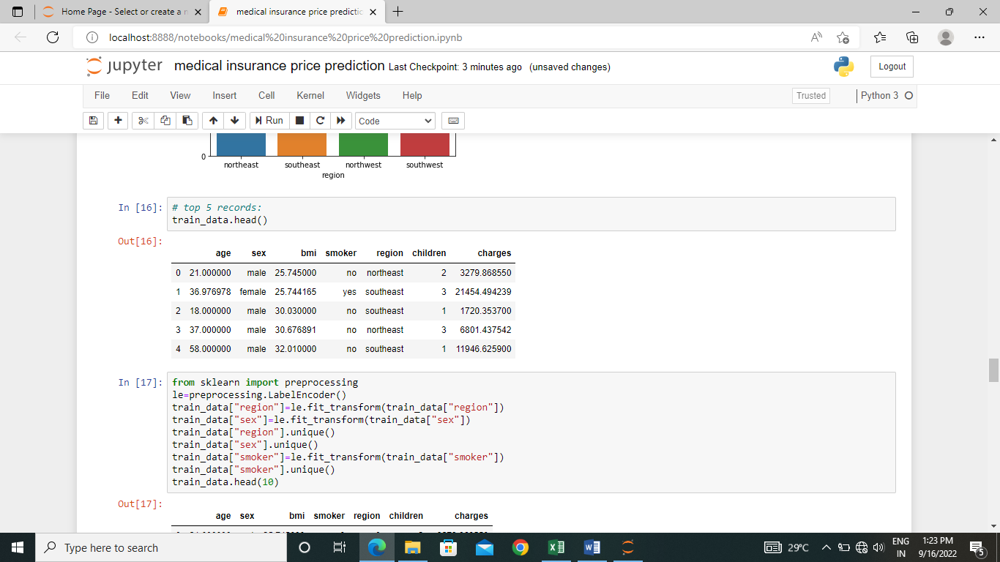 Home Page - Select or create a n
medical insurance price predictic
localhost:8888/notebooks/medical%20insurance%20price%20prediction.ipynb
jupyter medical insurance price prediction Last Checkpoint: 3 minutes ago (unsaved changes)
Logout
File Edit View Insert Cell Kernel Widgets Help
Trusted
Python 3
Run
Code
0
northeast southeast northwest southwest
region
In [16]:
# top 5 records:
train_data.head()
Out[16]:
age sex bmi smoker region children charges
0 21.000000 male 25.745000 no northeast 2 3279.868550
1 36.976978 female 25.744165 yes southeast 3 21454.494239
2 18.000000 male 30.030000 no southeast 1 1720.353700
3 37.000000 male 30.676891 no northeast 3 6801.437542
4 58.000000 male 32.010000 no southeast 1 11946.625900
In [17]:
from sklearn import preprocessing
le=preprocessing.LabelEncoder()
train_data["region"]=le.fit_transform(train_data["region"])
train_data["sex"]=le.fit_transform(train_data["sex"])
train_data["region"].unique()
train_data["sex"].unique()
train_data["smoker"]=le.fit_transform(train_data["smoker"])
train_data["smoker"].unique()
train_data.head(10)
Out[17]:
age sex bmi smoker region children charges
Type here to search
29°C
ENG
IN
1:23 PM
9/16/2022
5